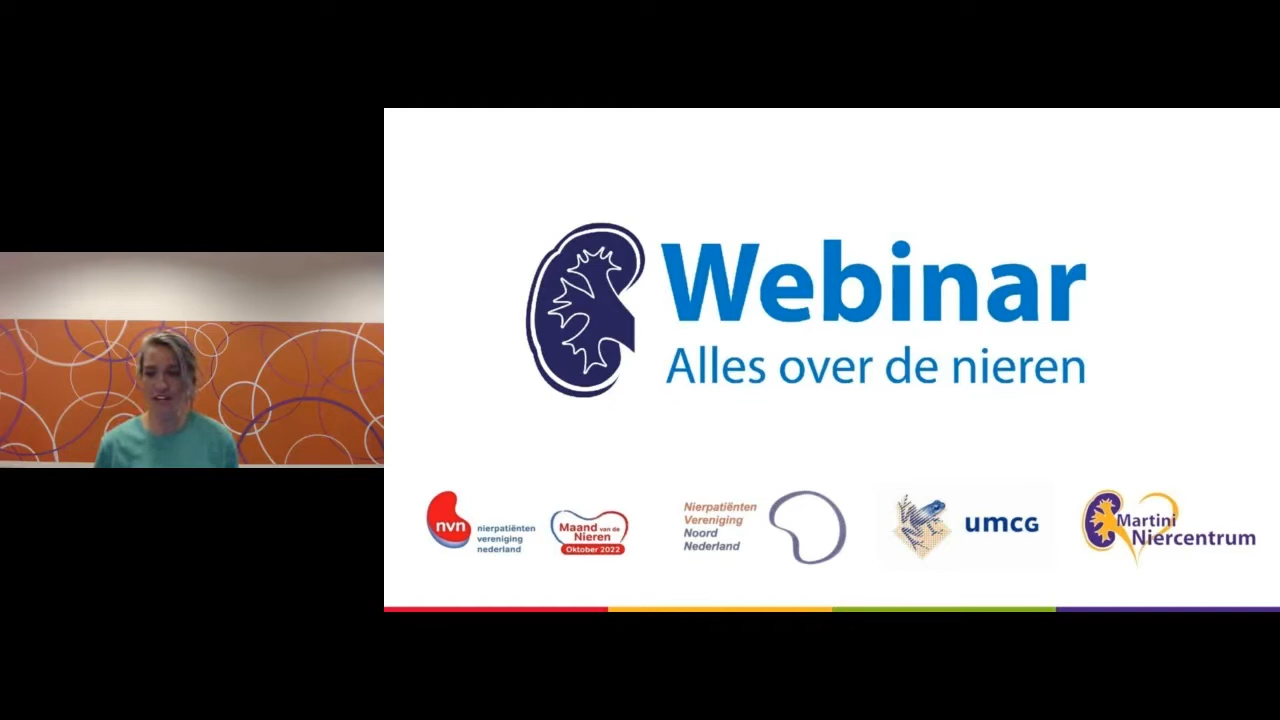 Webinar
Alles over de nieren
nvn
nierpatiënten
vereniging
nederland
Maand van de
Nieren
Oktober 2022
Nierpatiënten
Vereniging
Noord
Nederland
umcg
Martini
Niercentrum